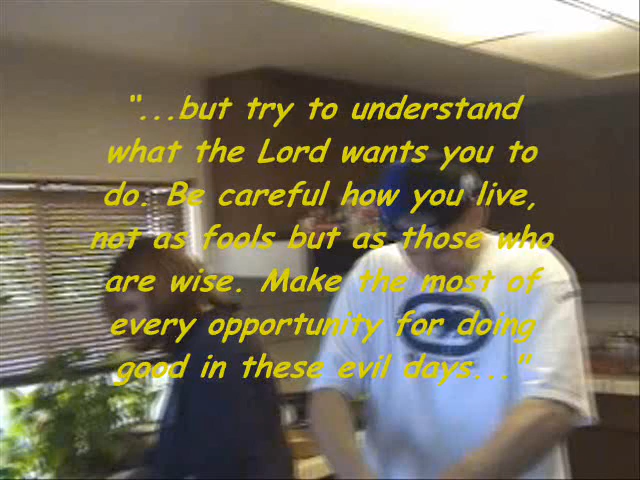 "...but try to understand
what the Lord wants you to
do. Be careful how you live,
not as fools but as those who
are wise. Make the most of
every opportunity for doing
good in these evil days..."